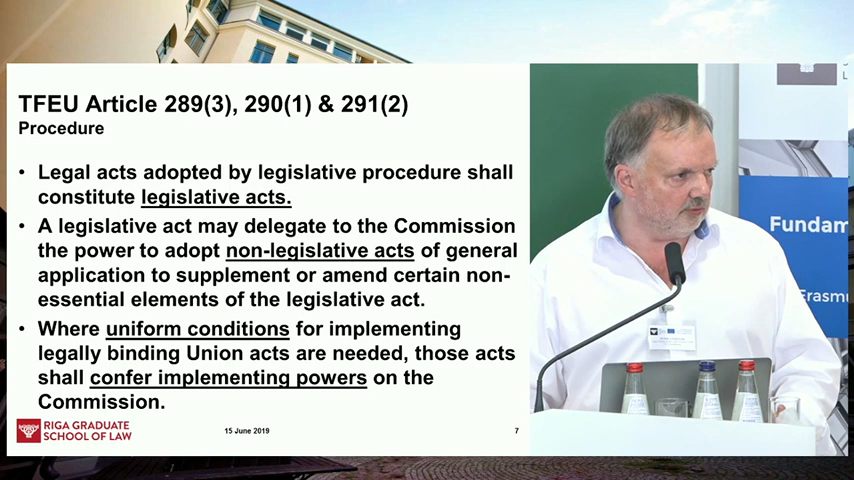 TFEU Article 289(3), 290(1) & 291(2)
Procedure
• Legal acts adopted by legislative procedure shall
constitute legislative acts.
• A legislative act may delegate to the Commission
the power to adopt non-legislative acts of general
application to supplement or amend certain non-
essential elements of the legislative act.
• Where uniform conditions for implementing
legally binding Union acts are needed, those acts
shall confer implementing powers on the
Commission.
RIGA GRADUATE
SCHOOL OF LAW
15 June 2019
7
Fundam
Erasmu